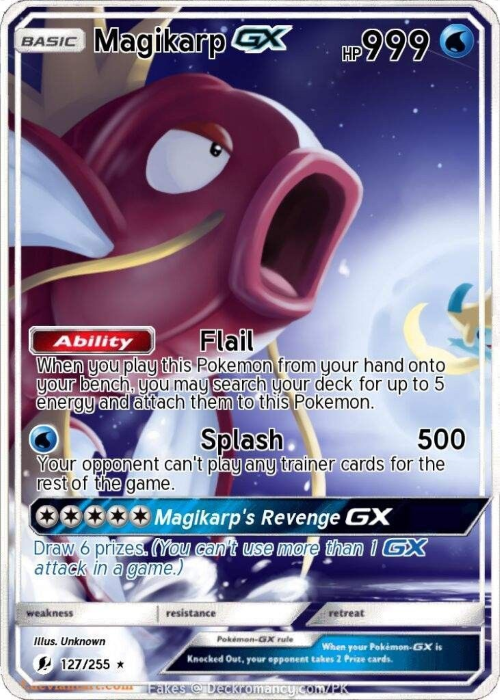 BASIC Magikarp GX HP 999
Ability Flail
When you play this Pokemon from your hand onto
your bench, you may search your deck for up to 5
energy and attach them to this Pokemon.
Splash 500
Your opponent can't play any trainer cards for the
rest of the game.
Magikarp's Revenge GX
Draw 6 prizes. (You can't use more than 1 GX
attack in a game.)
weakness resistance retreat
Illus. Unknown
Pokémon-GX rule
When your Pokémon-GX is
Knocked Out, your opponent takes 2 Prize cards.
127/255
Fakes @ Deckromancy.com/PK